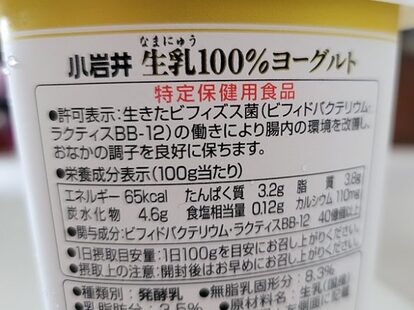 なまにゅう
小岩井 生乳100%ヨーグルト
特定保健用食品
●許可表示:生きたビフィズス菌(ビフィドバクテリウム・
ラクティスBB-12)の働きにより腸内の環境を改善し、
おなかの調子を良好に保ちます。
●栄養成分表示(100g当たり)
エネルギー 65kcal たんぱく質 3.2g 脂質 3.8g
炭水化物 4.6g 食塩相当量 0.12g カルシウム 110mg
●関与成分:ビフィドバクテリウム・ラクティスBB-12 40億個以上
●1日摂取目安量:1日100gを目安にお召し上がりください。
●摂取上の注意:開封後はお早めにお召し上がりください。
●種類別:発酵乳 ●無脂乳固形分:8.3%
●乳脂肪分:3.5% ●原材料名:生乳(国産)